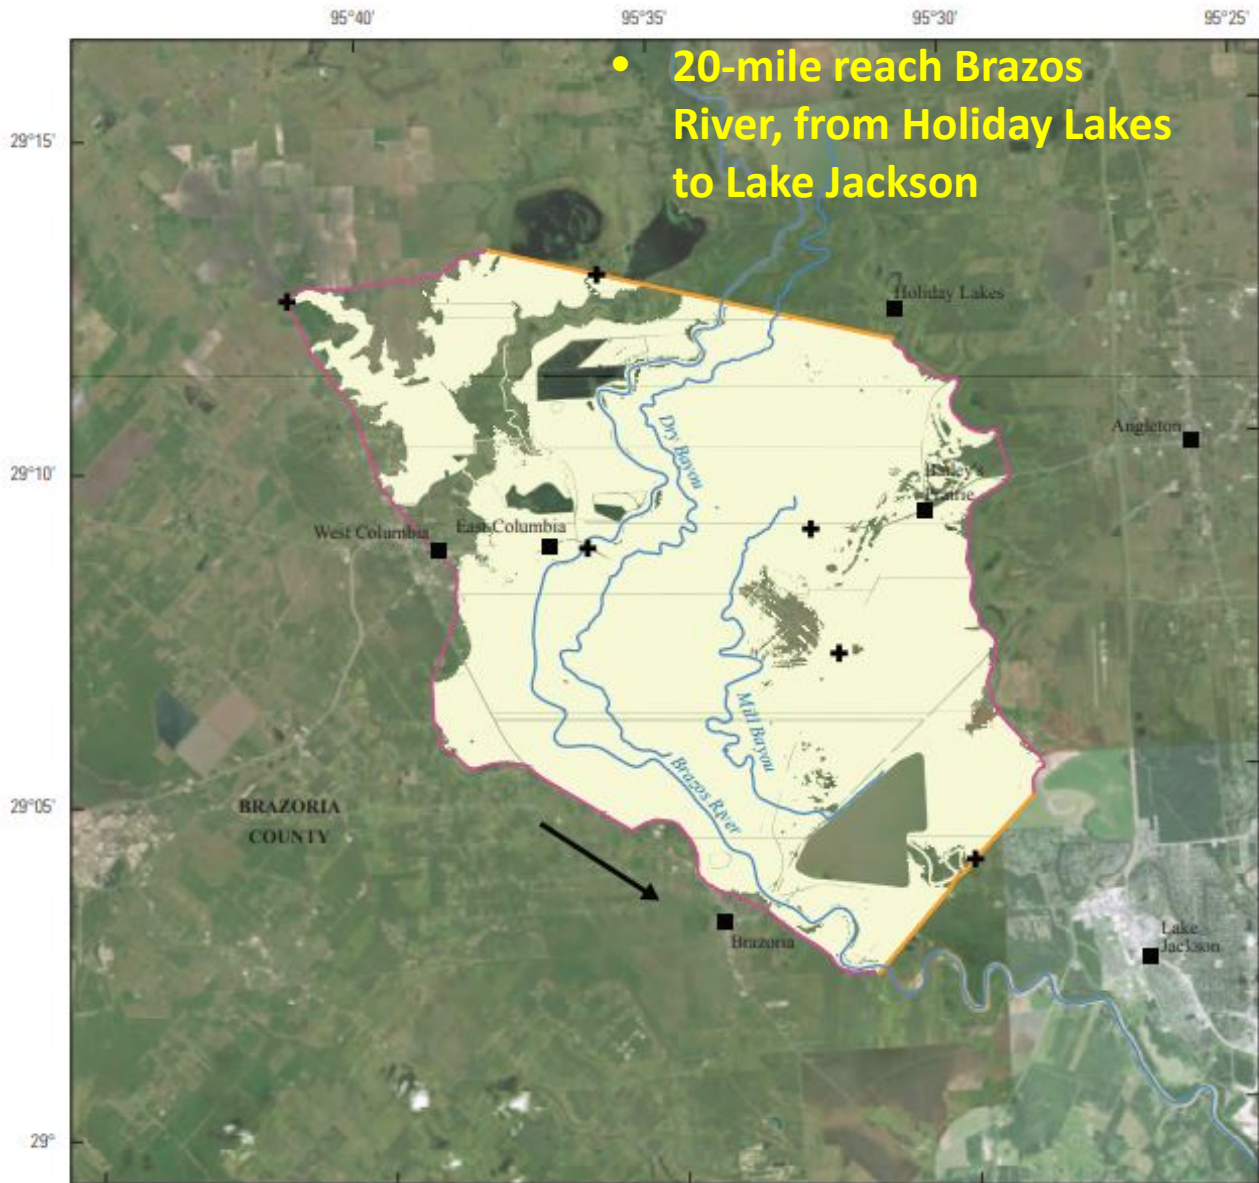 95°40'
95°35'
95°30'
95°25'
• 20-mile reach Brazos
River, from Holiday Lakes
to Lake Jackson
29°15'
Holiday Lakes
Angleton
Dry Bayou
29°10'
Bailey's
Prairie
West Columbia
East Columbia
Mill Bayou
Brazos River
29°05'
BRAZORIA
COUNTY
Brazoria
Lake
Jackson
29°